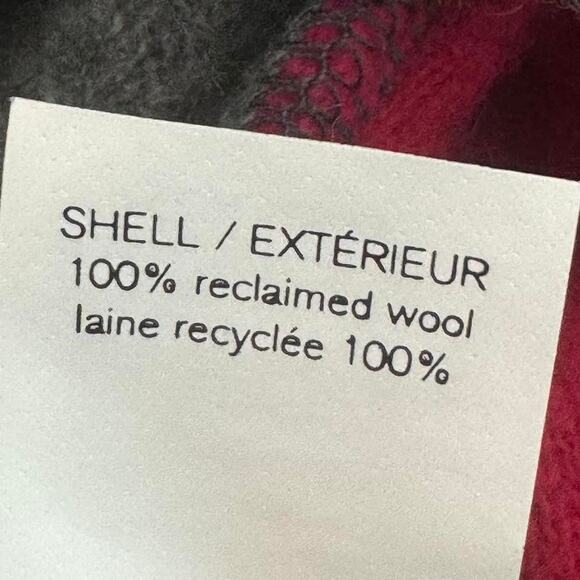 SHELL / EXTÉRIEUR
100% reclaimed wool
laine recyclée 100%